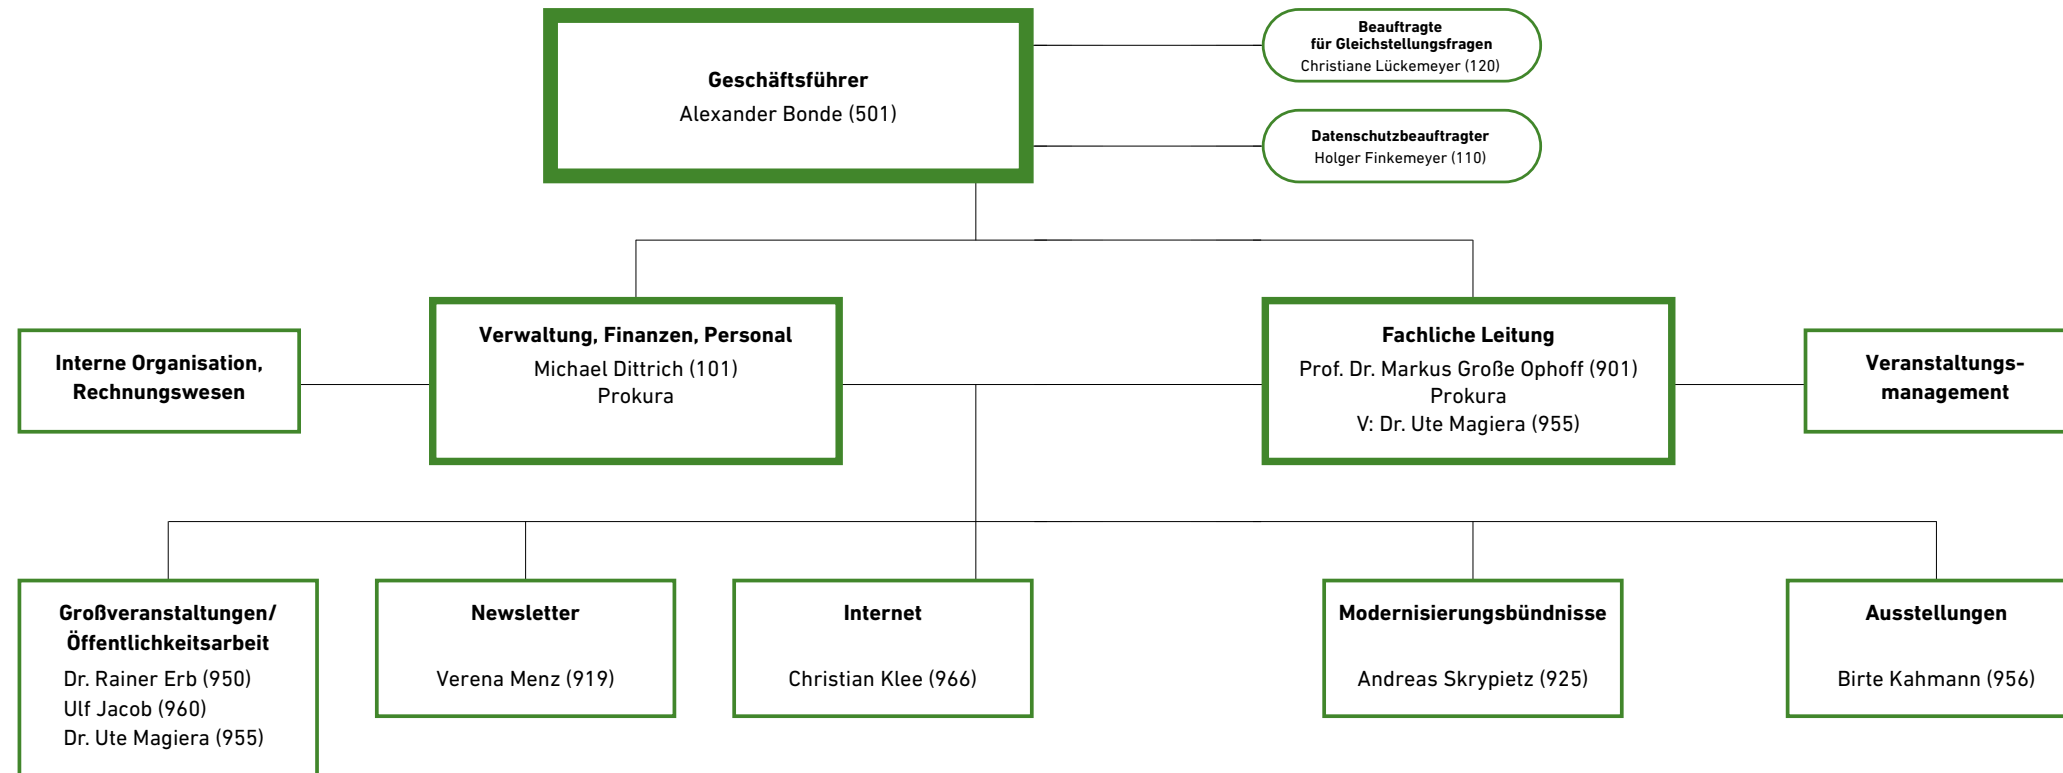 Geschäftsführer
Alexander Bonde (501)
Beauftragte
für Gleichstellungsfragen
Christiane Lückemeyer (120)
Datenschutzbeauftragter
Holger Finkemeyer (110)
Interne Organisation,
Rechnungswesen
Verwaltung, Finanzen, Personal
Michael Dittrich (101)
Prokura
Fachliche Leitung
Prof. Dr. Markus Große Ophoff (901)
Prokura
V: Dr. Ute Magiera (955)
Veranstaltungs-
management
Großveranstaltungen/
Öffentlichkeitsarbeit
Dr. Rainer Erb (950)
Ulf Jacob (960)
Dr. Ute Magiera (955)
Newsletter
Verena Menz (919)
Internet
Christian Klee (966)
Modernisierungsbündnisse
Andreas Skrypietz (925)
Ausstellungen
Birte Kahmann (956)